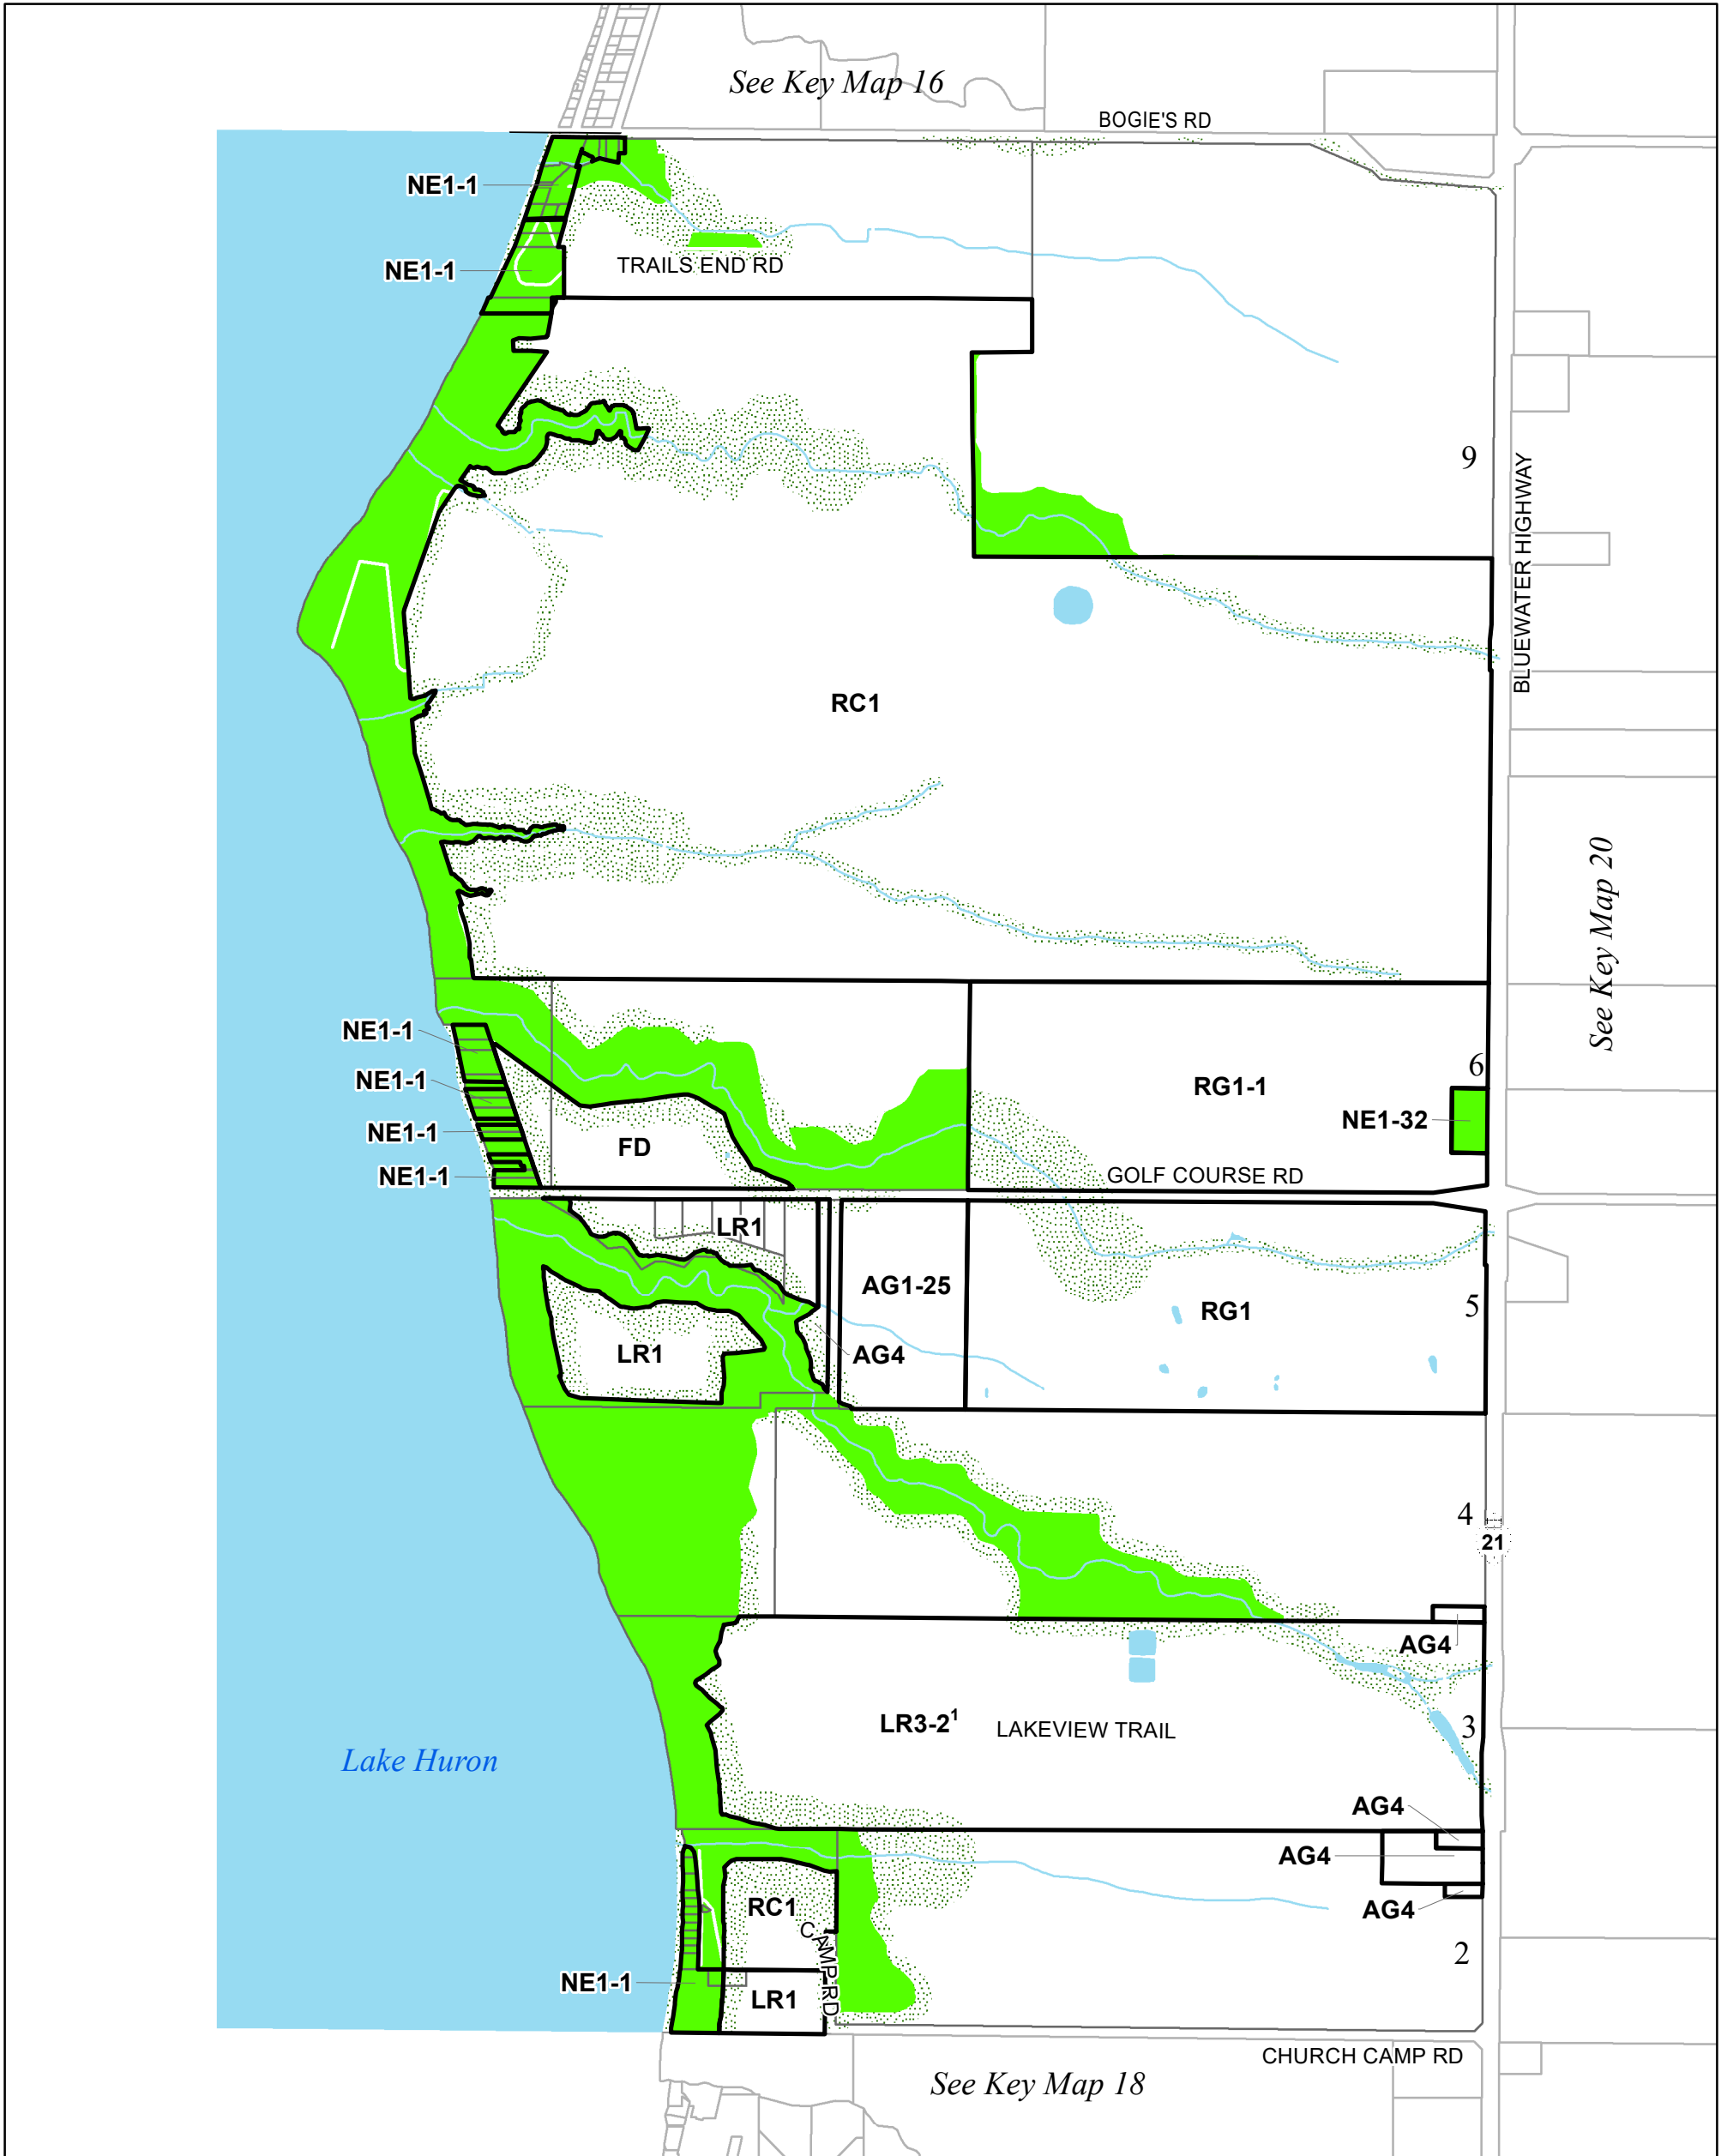 See Key Map 16
BOGIE'S RD
NE1-1
NE1-1
TRAILS END RD
9
BLUEWATER HIGHWAY
RC1
See Key Map 20
NE1-1
NE1-1
NE1-1
NE1-1
6
RG1-1
NE1-32
FD
GOLF COURSE RD
LR1
AG1-25
RG1
5
LR1
AG4
4
21
AG4
LR3-2¹
LAKEVIEW TRAIL
3
Lake Huron
AG4
AG4
AG4
RC1
CAMP RD
2
NE1-1
LR1
CHURCH CAMP RD
See Key Map 18